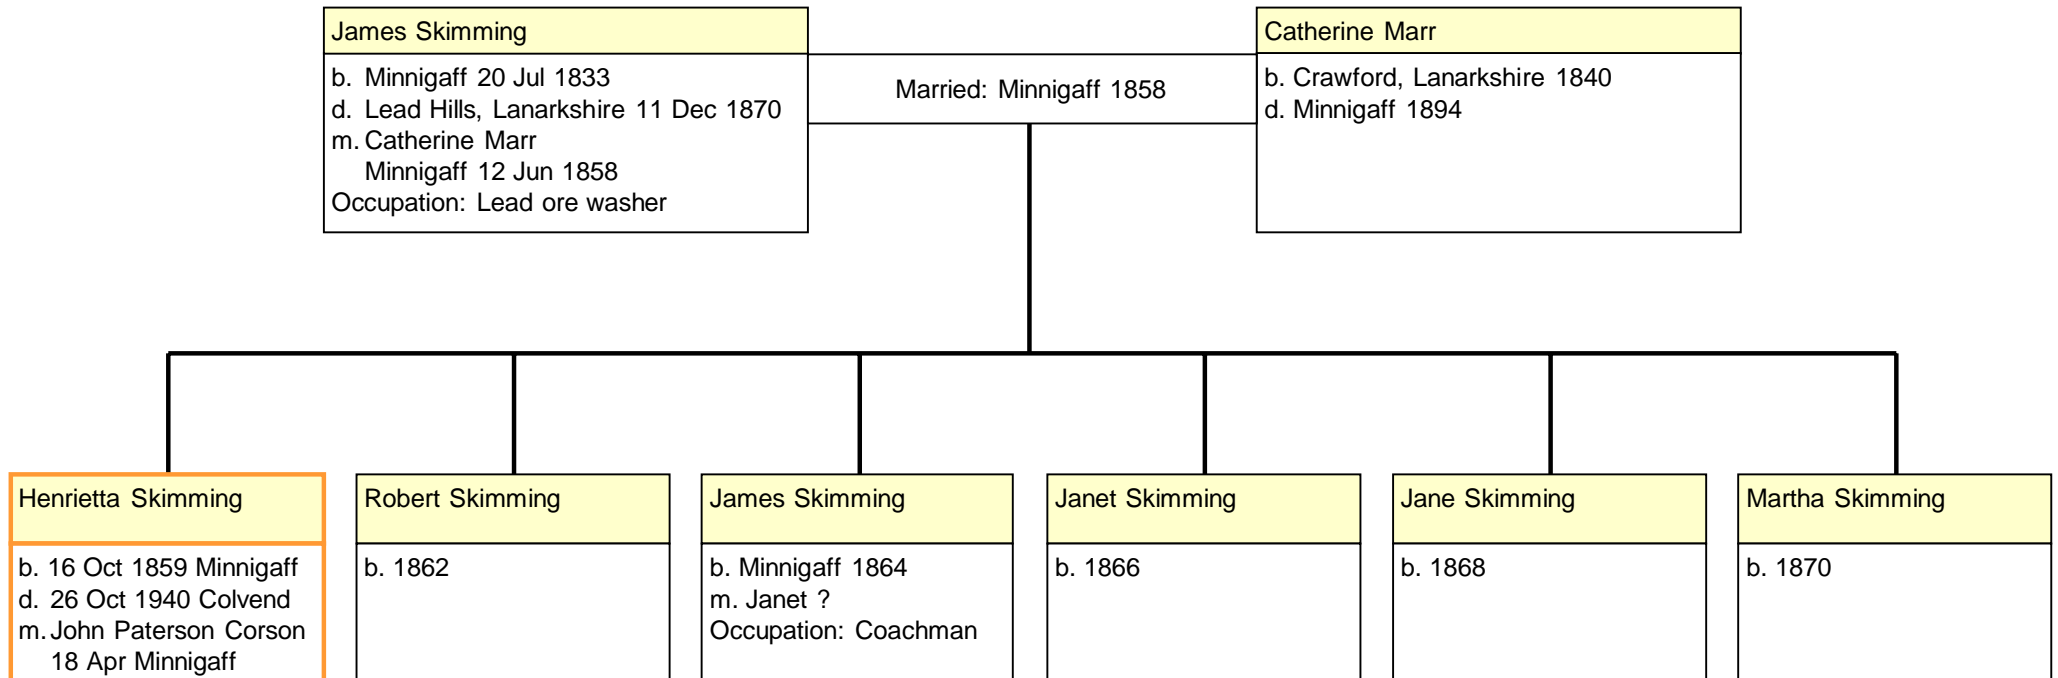 James Skimming
b. Minnigaff 20 Jul 1833
d. Lead Hills, Lanarkshire 11 Dec 1870
m. Catherine Marr
Minnigaff 12 Jun 1858
Occupation: Lead ore washer
Married: Minnigaff 1858
Catherine Marr
b. Crawford, Lanarkshire 1840
d. Minnigaff 1894
Henrietta Skimming
b. 16 Oct 1859 Minnigaff
d. 26 Oct 1940 Colvend
m. John Paterson Corson
18 Apr Minnigaff
Robert Skimming
b. 1862
James Skimming
b. Minnigaff 1864
m. Janet ?
Occupation: Coachman
Janet Skimming
b. 1866
Jane Skimming
b. 1868
Martha Skimming
b. 1870